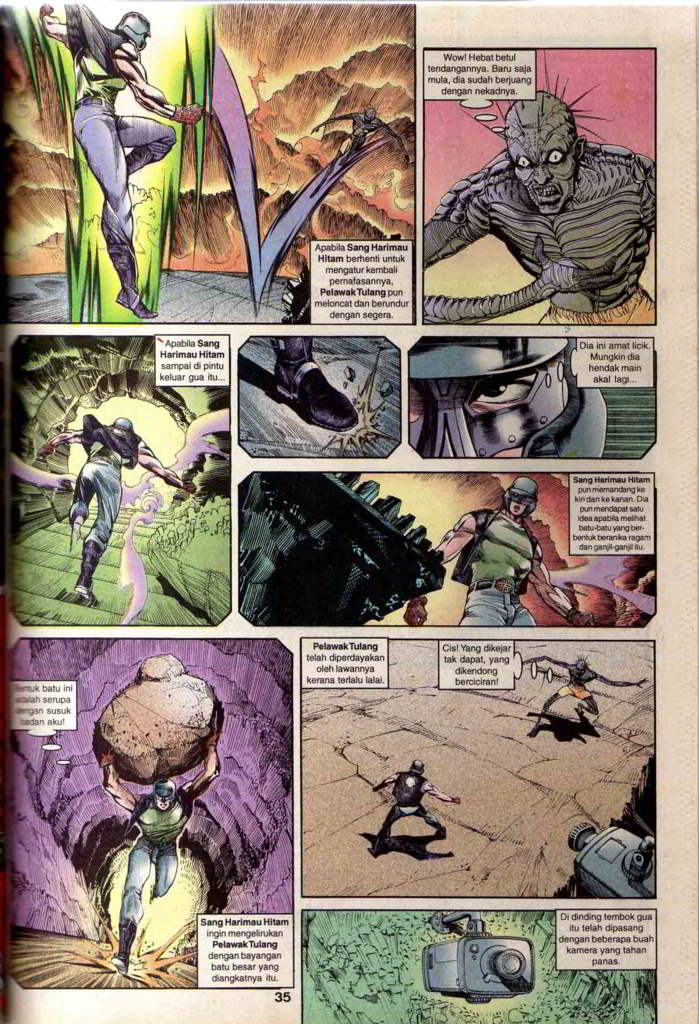 Apabila Sang Harimau
Hitam berhenti untuk
mengatur kembali
pernafasannya,
Pelawak Tulang pun
meloncat dan berundur
dengan segera.
Wow! Hebat betul
tendangannya. Baru saja
mula, dia sudah berjuang
dengan nekadnya.
Apabila Sang
Harimau Hitam
sampai di pintu
keluar gua itu...
Dia ini amat licik.
Mungkin dia
hendak main
akal lagi...
Sang Harimau Hitam
pun memandang ke
kiri dan ke kanan. Dia
pun mendapat satu
idea apabila melihat
batu-batu yang ber-
bentuk beranika ragam
dan ganjil-ganjil itu.
Bentuk batu ini
adalah serupa
dengan susuk
badan aku!
Sang Harimau Hitam
ingin mengelirukan
Pelawak Tulang
dengan bayangan
batu besar yang
diangkatnya itu.
Pelawak Tulang
telah diperdayakan
oleh lawannya
kerana terlalu lalai.
Cis! Yang dikejar
tak dapat, yang
dikendong
berciciran!
Di dinding tembok gua
itu telah dipasang
dengan beberapa buah
kamera yang tahan
panas.
35